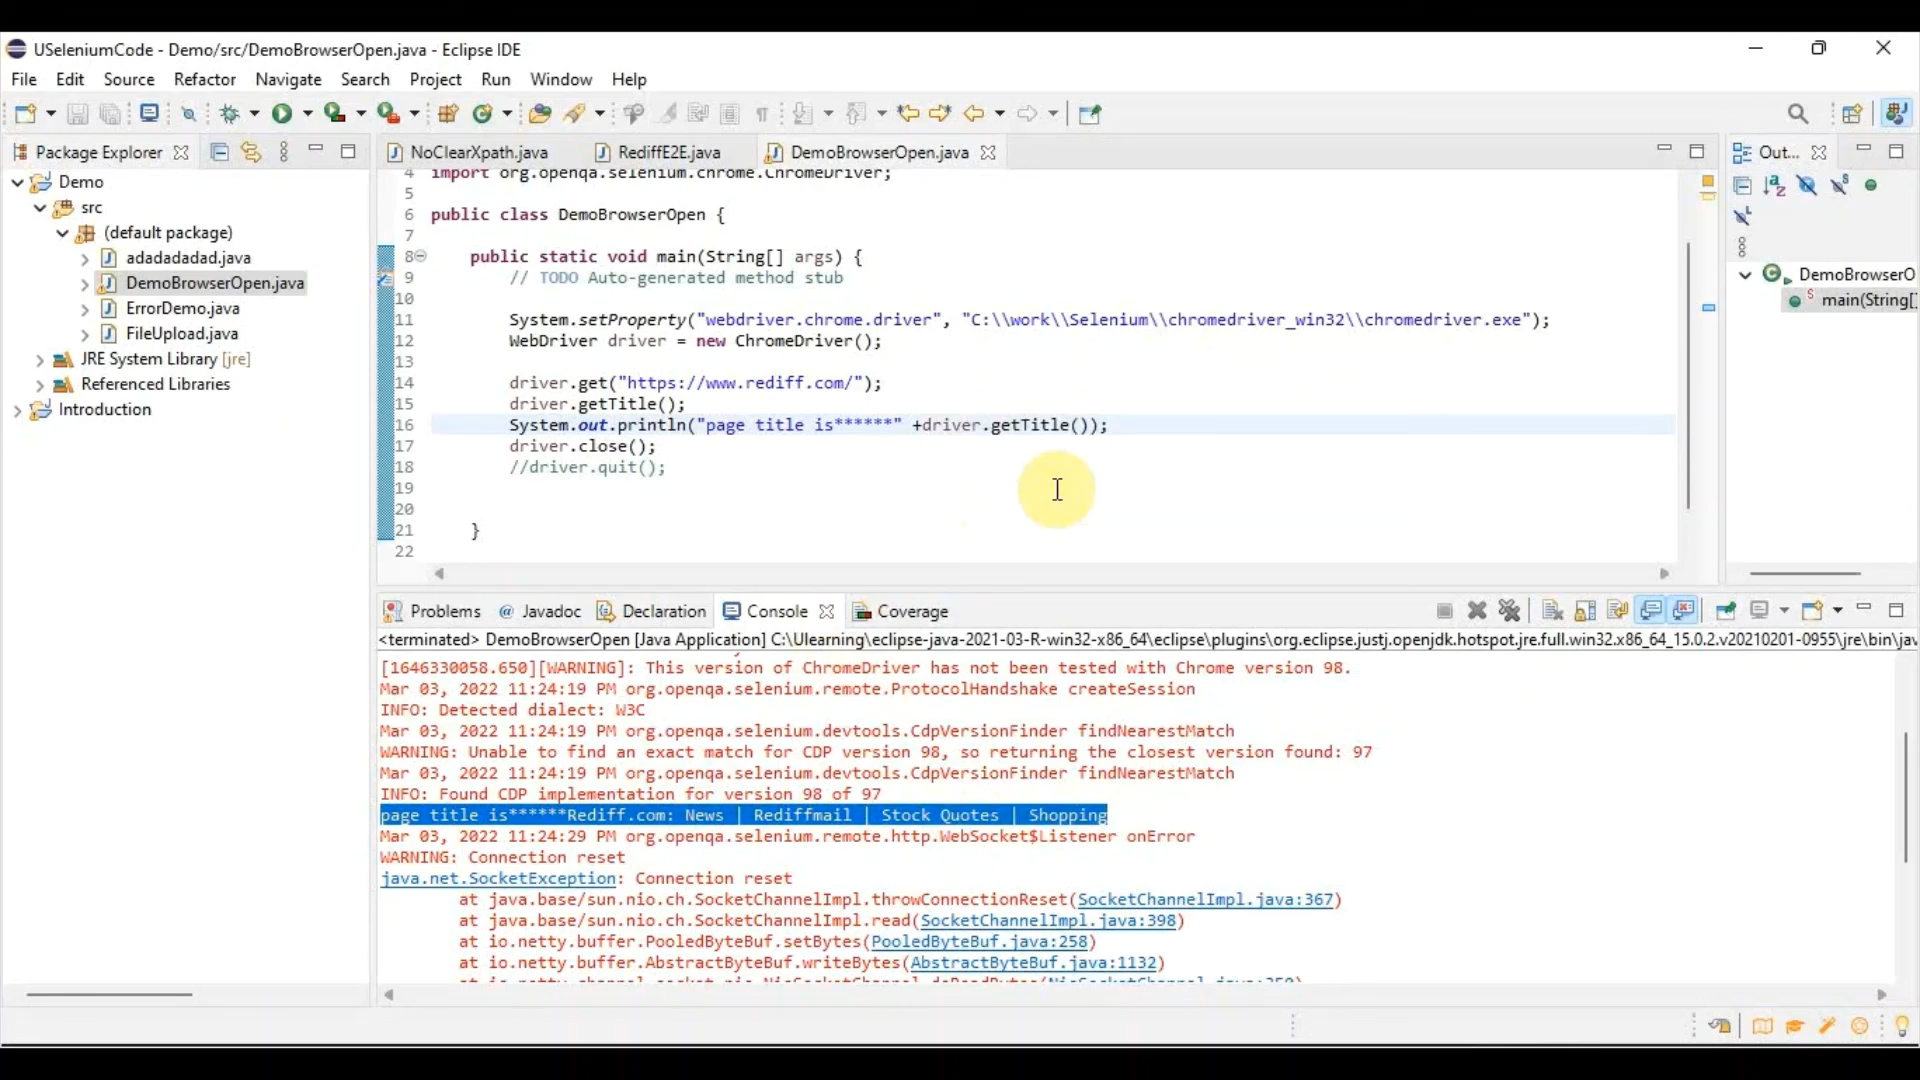 USeleniumCode - Demo/src/DemoBrowserOpen.java - Eclipse IDE
File Edit Source Refactor Navigate Search Project Run Window Help
Package Explorer
Demo
src
(default package)
adadadadad.java
DemoBrowserOpen.java
ErrorDemo.java
FileUpload.java
JRE System Library [jre]
Referenced Libraries
Introduction
NoClearXpath.java RediffE2E.java DemoBrowserOpen.java
4 import org.openqa.selenium.chrome.ChromeDriver;
5
6 public class DemoBrowserOpen {
7
8 public static void main(String[] args) {
9 // TODO Auto-generated method stub
10
11 System.setProperty("webdriver.chrome.driver", "C:\\work\\Selenium\\chromedriver_win32\\chromedriver.exe");
12 WebDriver driver = new ChromeDriver();
13
14 driver.get("https://www.rediff.com/");
15 driver.getTitle();
16 System.out.println("page title is******" +driver.getTitle());
17 driver.close();
18 //driver.quit();
19
20
21 }
22
Out...
DemoBrowserO
main(String[]
Problems @ Javadoc Declaration Console Coverage
<terminated> DemoBrowserOpen [Java Application] C:\Ulearning\eclipse-java-2021-03-R-win32-x86_64\eclipse\plugins\org.eclipse.justj.openjdk.hotspot.jre.full.win32.x86_64_15.0.2.v20210201-0955\jre\bin\jav
[1646330058.650][WARNING]: This version of ChromeDriver has not been tested with Chrome version 98.
Mar 03, 2022 11:24:19 PM org.openqa.selenium.remote.ProtocolHandshake createSession
INFO: Detected dialect: W3C
Mar 03, 2022 11:24:19 PM org.openqa.selenium.devtools.CdpVersionFinder findNearestMatch
WARNING: Unable to find an exact match for CDP version 98, so returning the closest version found: 97
Mar 03, 2022 11:24:19 PM org.openqa.selenium.devtools.CdpVersionFinder findNearestMatch
INFO: Found CDP implementation for version 98 of 97
page title is******Rediff.com: News | Rediffmail | Stock Quotes | Shopping
Mar 03, 2022 11:24:29 PM org.openqa.selenium.remote.http.WebSocket$Listener onError
WARNING: Connection reset
java.net.SocketException: Connection reset
at java.base/sun.nio.ch.SocketChannelImpl.throwConnectionReset(SocketChannelImpl.java:367)
at java.base/sun.nio.ch.SocketChannelImpl.read(SocketChannelImpl.java:398)
at io.netty.buffer.PooledByteBuf.setBytes(PooledByteBuf.java:258)
at io.netty.buffer.AbstractByteBuf.writeBytes(AbstractByteBuf.java:1132)